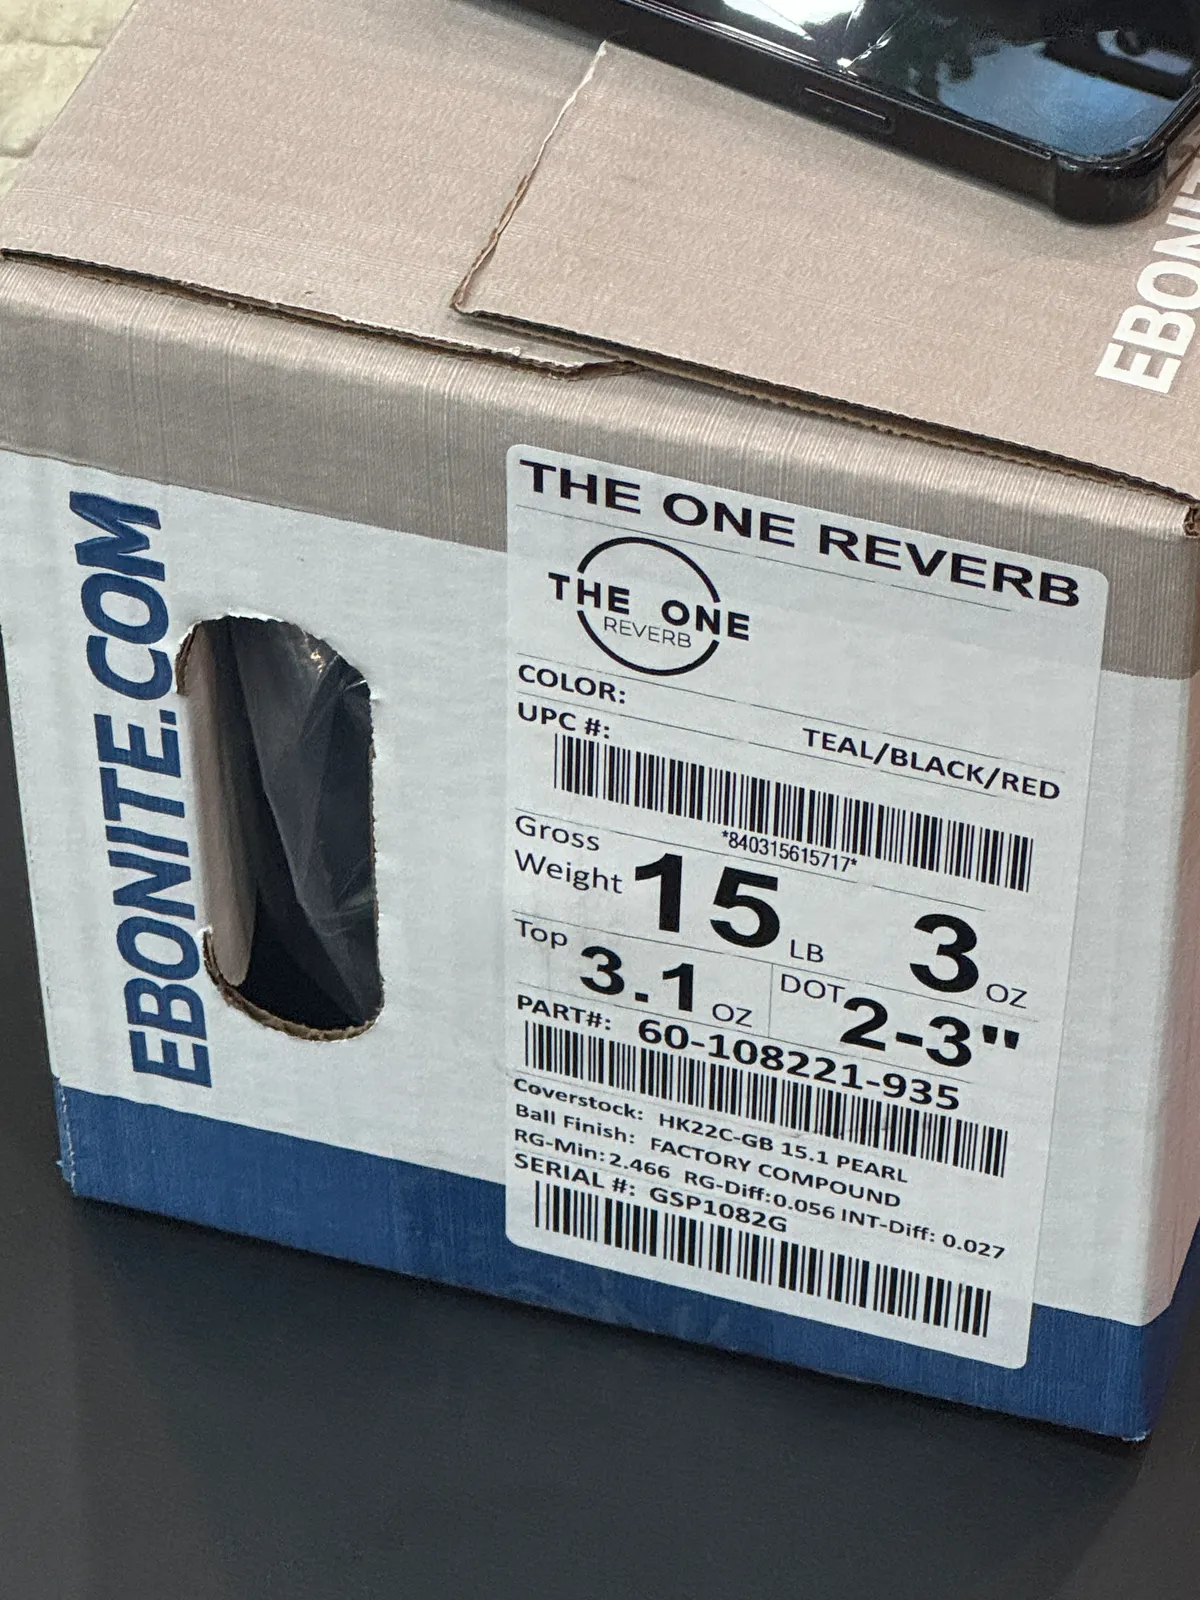 EBONITE
EBONITE.COM
THE ONE REVERB
THE ONE
REVERB
COLOR:
TEAL/BLACK/RED
UPC #:
*840315615717*
Gross
Weight 15 LB 3 OZ
Top 3.1 OZ DOT 2-3"
PART#: 60-108221-935
Coverstock: HK22C-GB 15.1 PEARL
Ball Finish: FACTORY COMPOUND
RG-Min: 2.466 RG-Diff:0.056 INT-Diff: 0.027
SERIAL #: GSP1082G